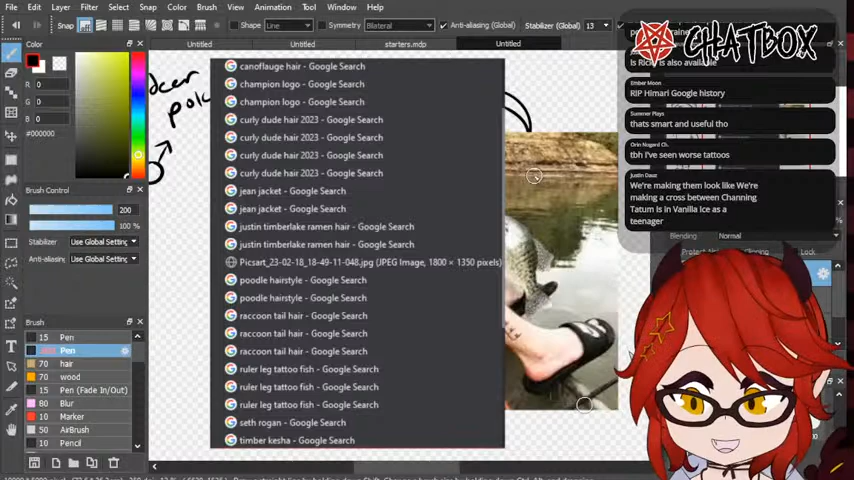 File
Edit
Layer
Filter
Select
Snap
Color
Brush
View
Animation
Tool
Window
Help
Snap
Shape
Line
Symmetry
Bilateral
Anti-aliasing (Global)
Stabilizer (G)
13
Untitled
Untitled
starters.mdp
Untitled
Color
R
0
G
0
B
0
#000000
Brush Control
200
100 %
Stabilizer
Use Global Setting
Anti-aliasing
Use Global Setting
Brush
15 Pen
Pen
70 hair
70 wood
15 Pen (Fade In/Out)
80 Blur
10 Marker
50 AirBrush
10 Pencil
canoflauge hair - Google Search
champion logo - Google Search
champion logo - Google Search
curly dude hair 2023 - Google Search
curly dude hair 2023 - Google Search
curly dude hair 2023 - Google Search
curly dude hair 2023 - Google Search
jean jacket - Google Search
jean jacket - Google Search
justin timberlake ramen hair - Google Search
justin timberlake ramen hair - Google Search
Picsart_23-02-18_18-49-11-048.jpg (JPEG Image, 1800 × 1350 pixels)
poodle hairstyle - Google Search
poodle hairstyle - Google Search
raccoon tail hair - Google Search
raccoon tail hair - Google Search
raccoon tail hair - Google Search
ruler leg tattoo fish - Google Search
ruler leg tattoo fish - Google Search
ruler leg tattoo fish - Google Search
seth rogan - Google Search
timber kesha - Google Search
CHATBOX
Is Ricky is also available
Ember Moon
RIP Himari Google history
Summer Plays
thats smart and useful tho
tbh i've seen worse tattoos
Justin Daaz
We're making them look like We're
making a cross between Channing
Tatum is in Vanilla Ice as a
teenager
Blending
Normal
Clipping
Lock